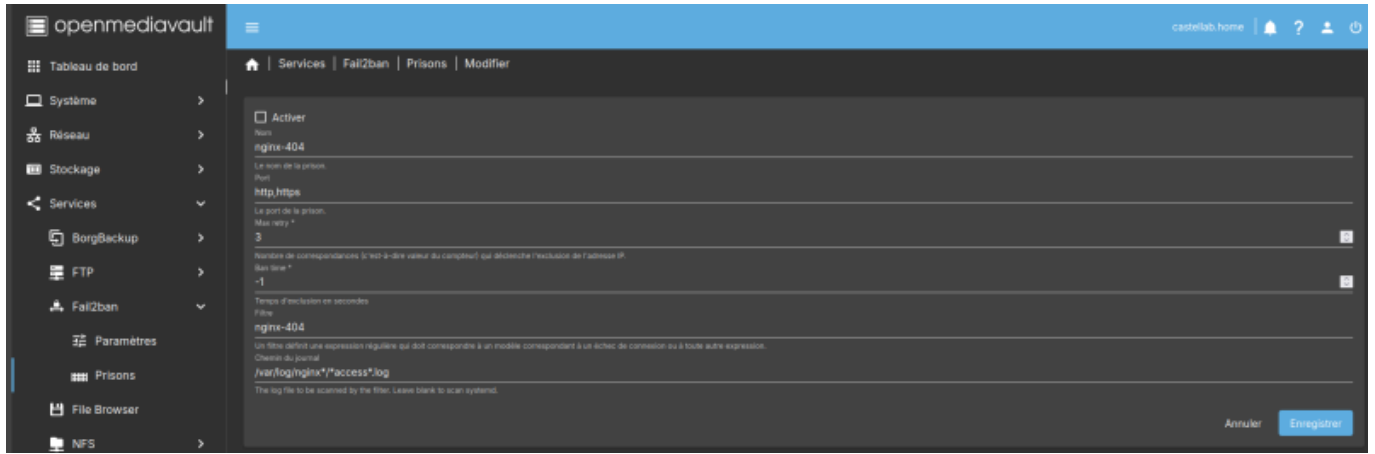 openmediavault
castellab.home
?
Tableau de bord
Services | Fail2ban | Prisons | Modifier
Système
Réseau
Stockage
Services
BorgBackup
FTP
Fail2ban
Paramètres
Prisons
File Browser
NFS
Activer
Nom
nginx-404
Le nom de la prison.
Port
http,https
Le port de la prison.
Max retry *
3
Nombre de correspondances (c'est-à-dire valeur du compteur) qui déclenche l'exclusion de l'adresse IP.
Ban time *
-1
Temps d'exclusion en secondes
Filtre
nginx-404
Un filtre définit une expression régulière qui doit correspondre à un modèle correspondant à un échec de connexion ou à toute autre expression.
Chemin du journal
/var/log/nginx*/*access*.log
The log file to be scanned by the filter. Leave blank to scan systemd.
Annuler
Enregistrer